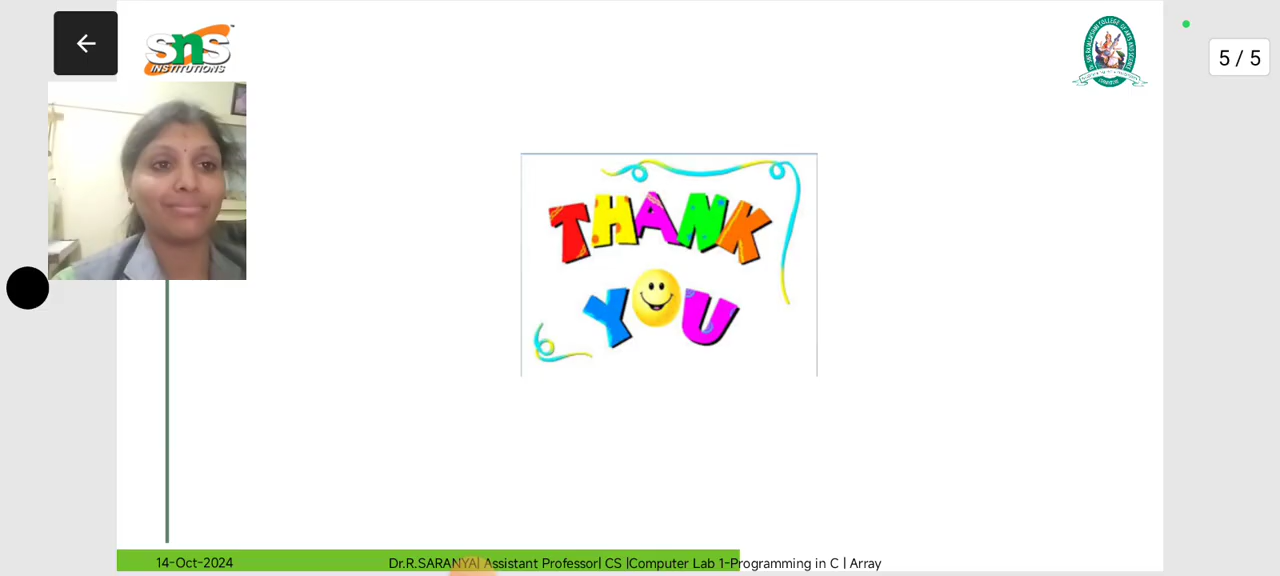 SNS
INSTITUTIONS
5 / 5
THANK
YOU
14-Oct-2024
Dr.R.SARANYA| Assistant Professor| CS |Computer Lab 1-Programming in C | Array